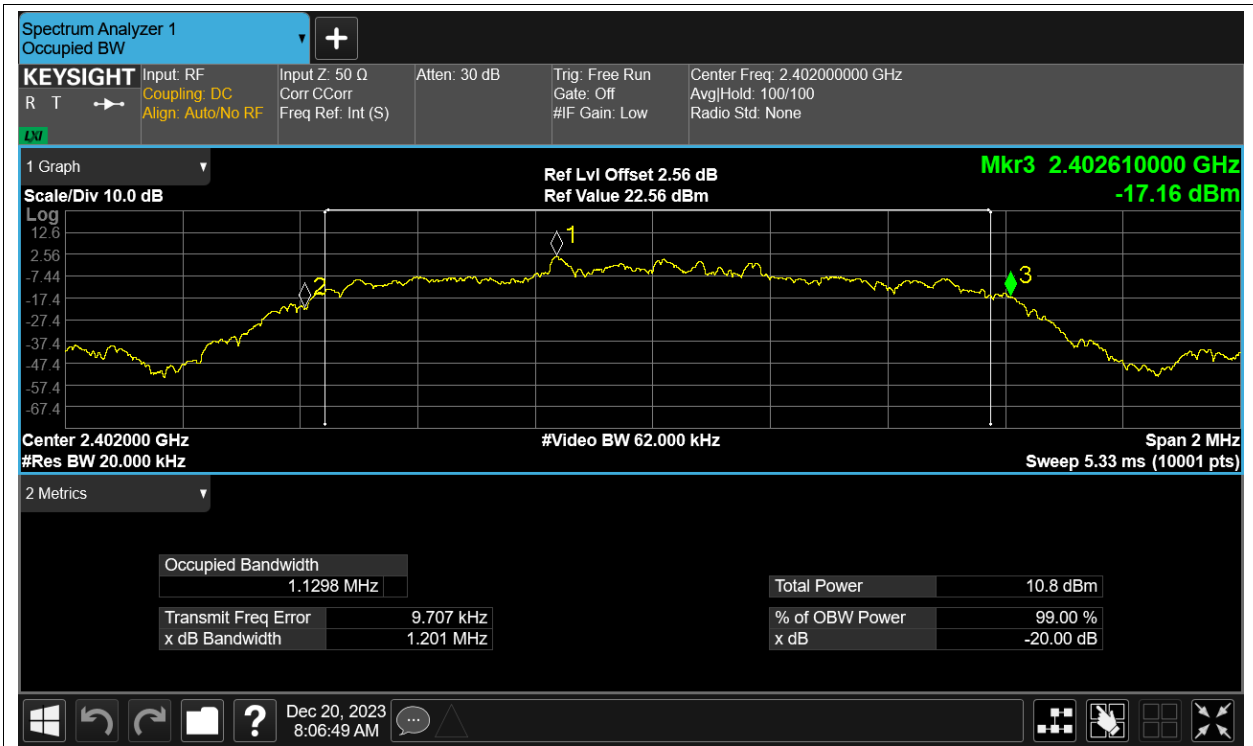 Spectrum Analyzer 1
Occupied BW
KEYSIGHT
R T
LXI
Input: RF
Coupling: DC
Align: Auto/No RF
Input Z: 50 Ω
Corr CCorr
Freq Ref: Int (S)
Atten: 30 dB
Trig: Free Run
Gate: Off
#IF Gain: Low
Center Freq: 2.402000000 GHz
Avg|Hold: 100/100
Radio Std: None
1 Graph
Scale/Div 10.0 dB
Ref Lvl Offset 2.56 dB
Ref Value 22.56 dBm
Mkr3 2.402610000 GHz
-17.16 dBm
Log
12.6
2.56
-7.44
-17.4
-27.4
-37.4
-47.4
-57.4
-67.4
1
2
3
Center 2.402000 GHz
#Video BW 62.000 kHz
Span 2 MHz
#Res BW 20.000 kHz
Sweep 5.33 ms (10001 pts)
2 Metrics
Occupied Bandwidth
1.1298 MHz
Total Power 10.8 dBm
Transmit Freq Error 9.707 kHz
% of OBW Power 99.00 %
x dB Bandwidth 1.201 MHz
x dB -20.00 dB
?
Dec 20, 2023
8:06:49 AM